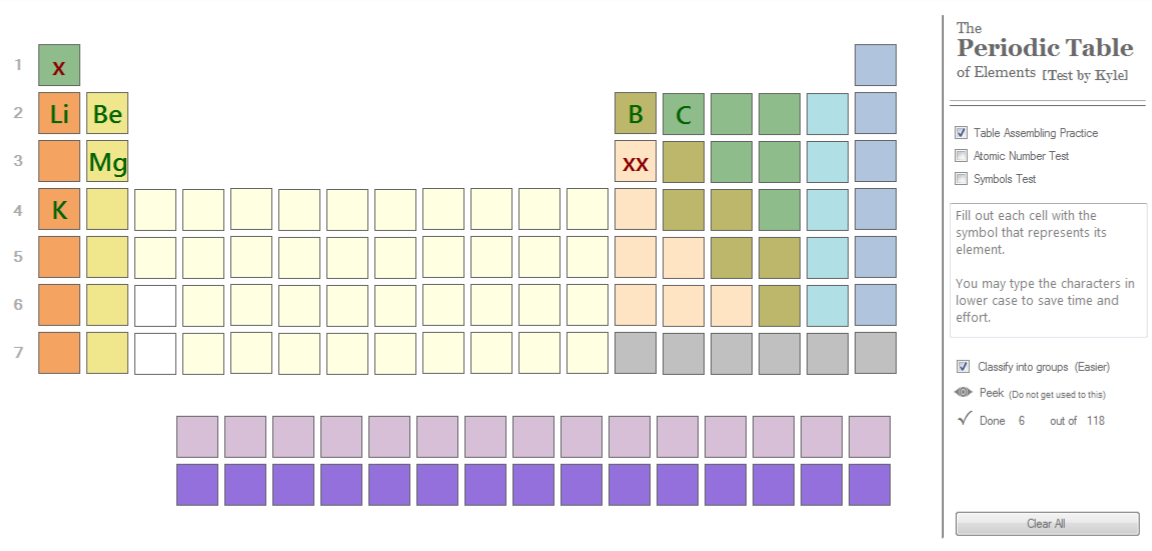 1 x
2 Li Be B C
3 Mg xx
4 K
5
6
7
The
Periodic Table
of Elements [Test by Kyle]
Table Assembling Practice
Atomic Number Test
Symbols Test
Fill out each cell with the
symbol that represents its
element.
You may type the characters in
lower case to save time and
effort.
Classify into groups (Easier)
Peek (Do not get used to this)
Done 6 out of 118
Clear All